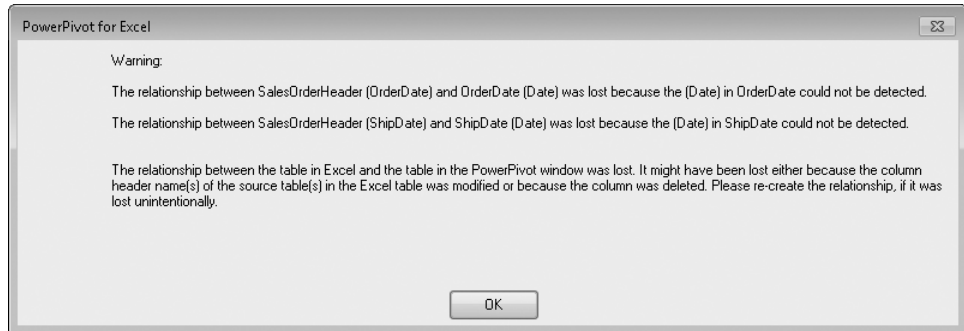 PowerPivot for Excel
Warning:
The relationship between SalesOrderHeader (OrderDate) and OrderDate (Date) was lost because the (Date) in OrderDate could not be detected.
The relationship between SalesOrderHeader (ShipDate) and ShipDate (Date) was lost because the (Date) in ShipDate could not be detected.
The relationship between the table in Excel and the table in the PowerPivot window was lost. It might have been lost either because the column
header name(s) of the source table(s) in the Excel table was modified or because the column was deleted. Please re-create the relationship, if it was
lost unintentionally.
OK